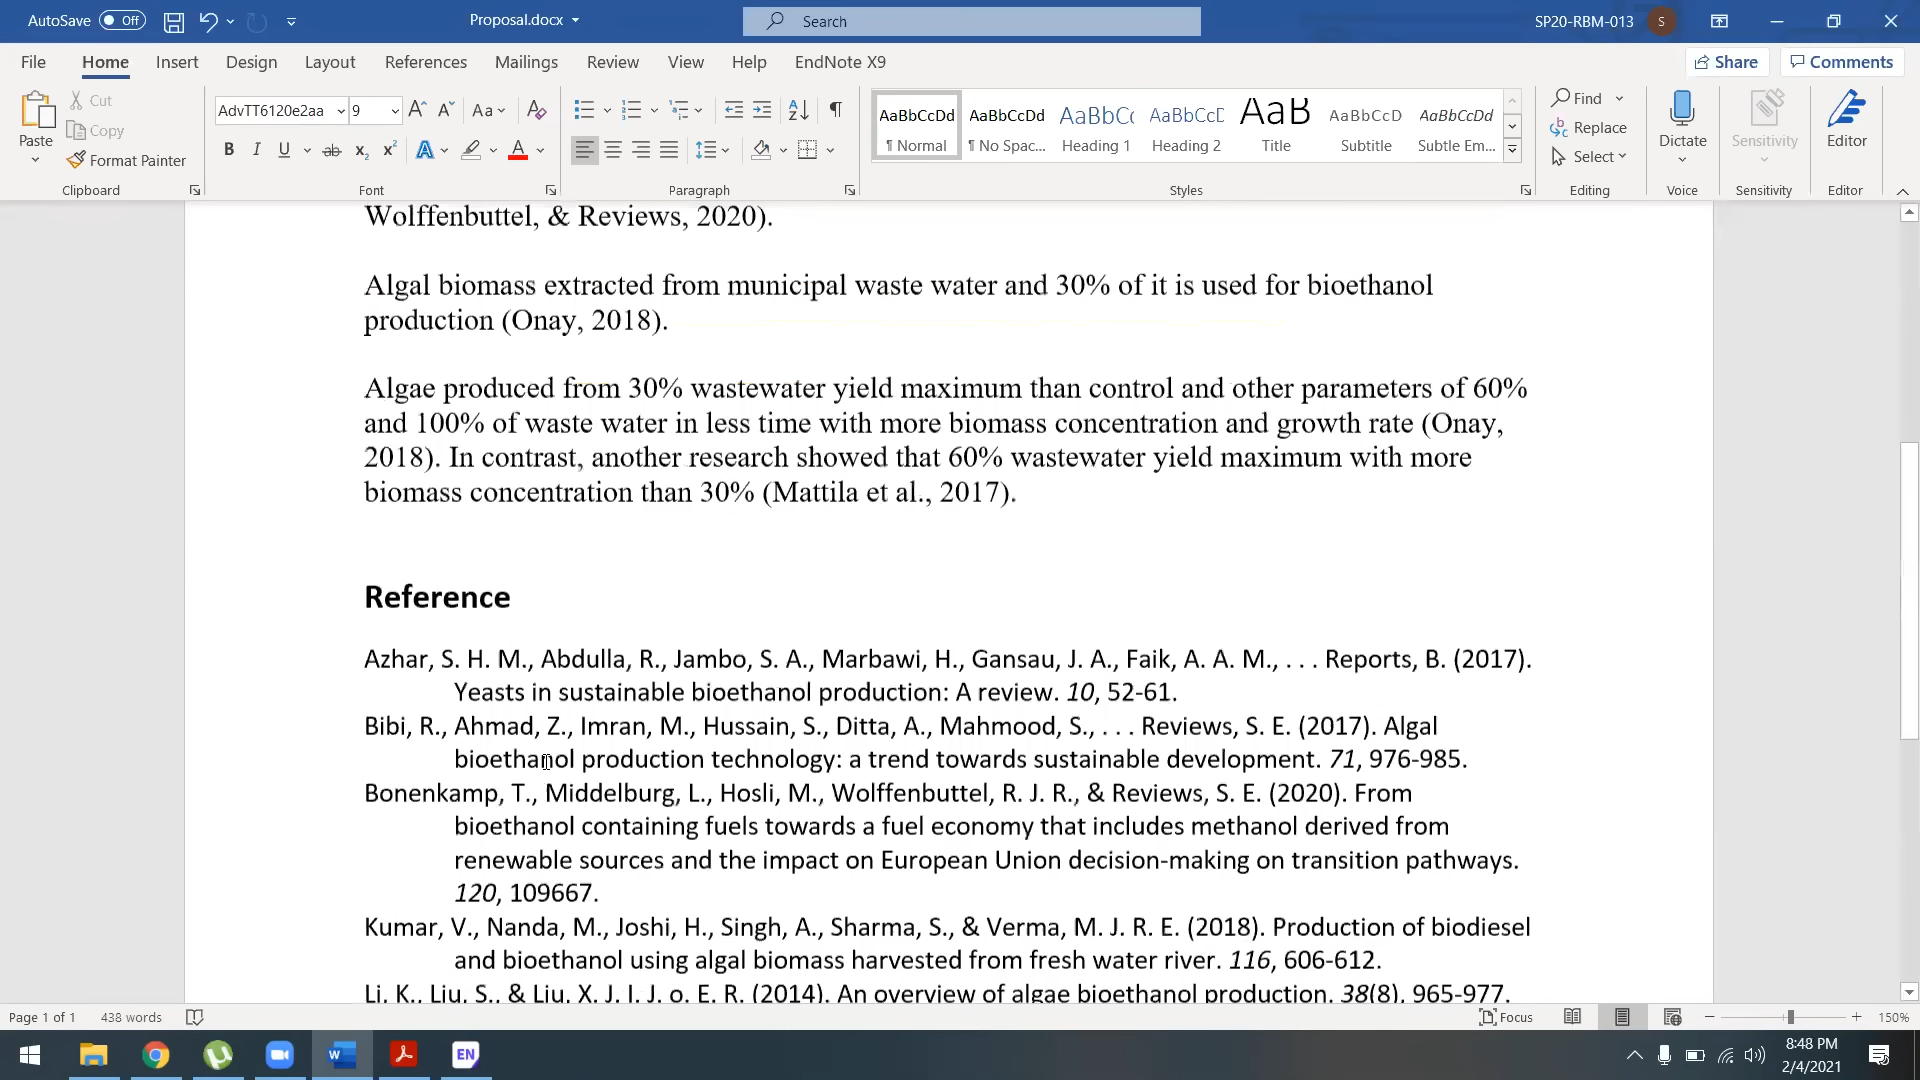 AutoSave Off Proposal.docx Search SP20-RBM-013 S
File Home Insert Design Layout References Mailings Review View Help EndNote X9 Share Comments
Paste Cut Copy Format Painter
Clipboard
AdvTT6120e2aa 9 Aa
B I U ab x₂ x² A A
Font
Paragraph
AaBbCcDd AaBbCcDd AaBbCc AaBbCcD AaB AaBbCcD AaBbCcDd
¶ Normal ¶ No Spac... Heading 1 Heading 2 Title Subtitle Subtle Em...
Styles
Find
Replace
Select
Editing
Dictate
Voice
Sensitivity
Sensitivity
Editor
Editor
Wolffenbuttel, & Reviews, 2020).
Algal biomass extracted from municipal waste water and 30% of it is used for bioethanol
production (Onay, 2018).
Algae produced from 30% wastewater yield maximum than control and other parameters of 60%
and 100% of waste water in less time with more biomass concentration and growth rate (Onay,
2018). In contrast, another research showed that 60% wastewater yield maximum with more
biomass concentration than 30% (Mattila et al., 2017).
Reference
Azhar, S. H. M., Abdulla, R., Jambo, S. A., Marbawi, H., Gansau, J. A., Faik, A. A. M., . . . Reports, B. (2017).
Yeasts in sustainable bioethanol production: A review. 10, 52-61.
Bibi, R., Ahmad, Z., Imran, M., Hussain, S., Ditta, A., Mahmood, S., . . . Reviews, S. E. (2017). Algal
bioethanol production technology: a trend towards sustainable development. 71, 976-985.
Bonenkamp, T., Middelburg, L., Hosli, M., Wolffenbuttel, R. J. R., & Reviews, S. E. (2020). From
bioethanol containing fuels towards a fuel economy that includes methanol derived from
renewable sources and the impact on European Union decision-making on transition pathways.
120, 109667.
Kumar, V., Nanda, M., Joshi, H., Singh, A., Sharma, S., & Verma, M. J. R. E. (2018). Production of biodiesel
and bioethanol using algal biomass harvested from fresh water river. 116, 606-612.
Li, K., Liu, S., & Liu, X. J. I. J. o. E. R. (2014). An overview of algae bioethanol production. 38(8), 965-977.
Page 1 of 1 438 words Focus 150%
W EN 8:48 PM
2/4/2021